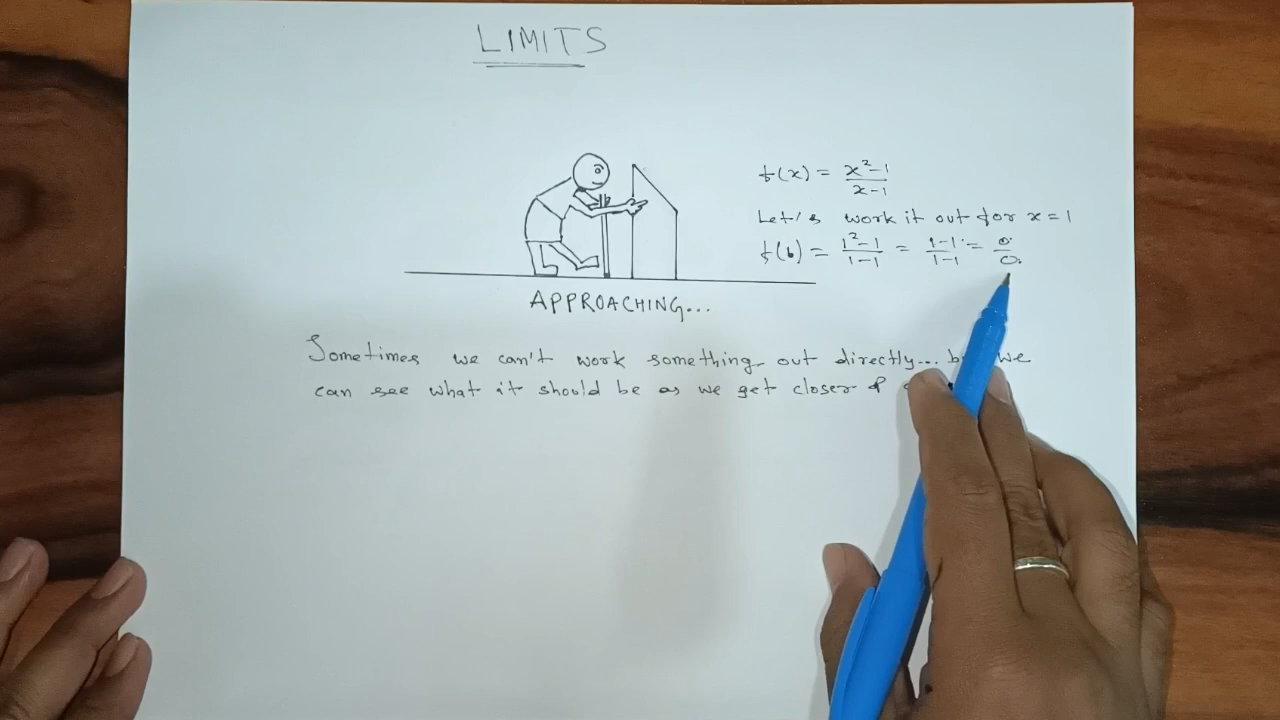 LIMITS
f(x) = x²-1 / x-1
Let's work it out for x = 1
f(6) = 1²-1 / 1-1 = 1-1 / 1-1 = 0 / 0
APPROACHING...
Sometimes we can't work something out directly... we
can see what it should be as we get closer &